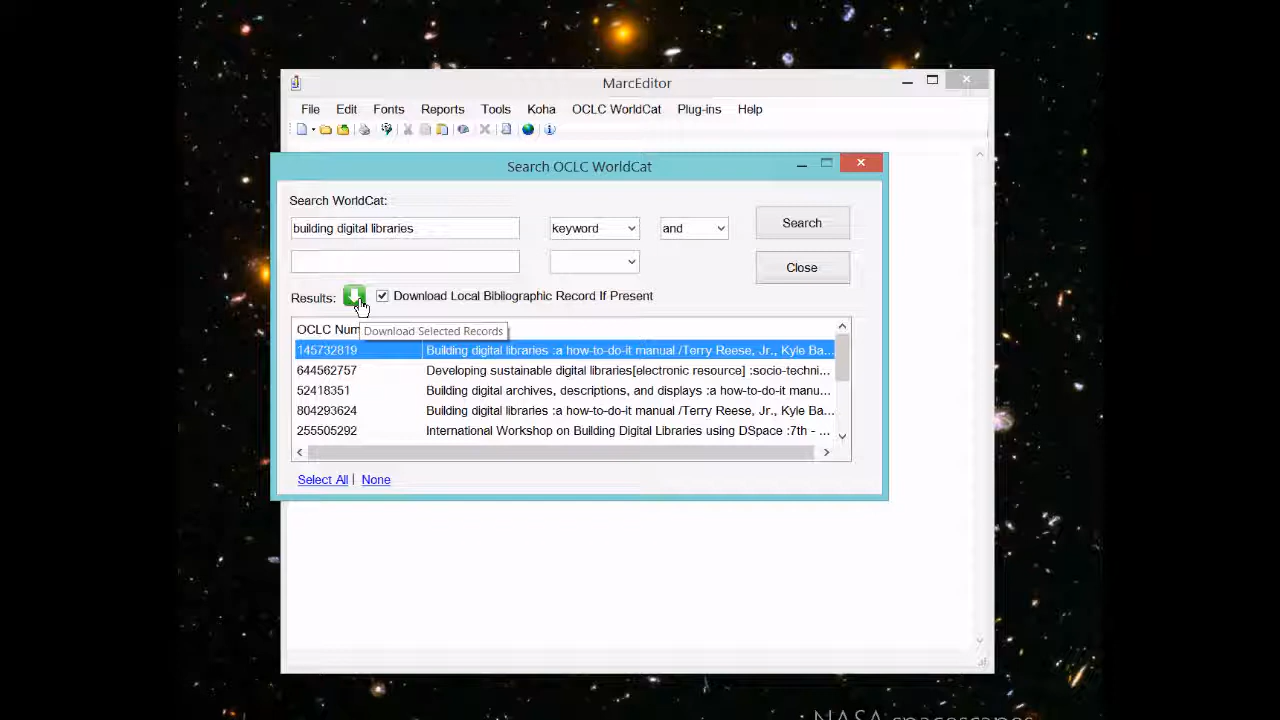 MarcEditor
File Edit Fonts Reports Tools Koha OCLC WorldCat Plug-ins Help
Search OCLC WorldCat
Search WorldCat:
building digital libraries keyword and Search
Close
Results: Download Local Bibliographic Record If Present
OCLC Num
Download Selected Records
145732819 Building digital libraries :a how-to-do-it manual /Terry Reese, Jr., Kyle Ba...
644562757 Developing sustainable digital libraries[electronic resource] :socio-techni...
52418351 Building digital archives, descriptions, and displays :a how-to-do-it manu...
804293624 Building digital libraries :a how-to-do-it manual /Terry Reese, Jr., Kyle Ba...
255505292 International Workshop on Building Digital Libraries using DSpace :7th - ...
Select All | None
NASA spacescapes